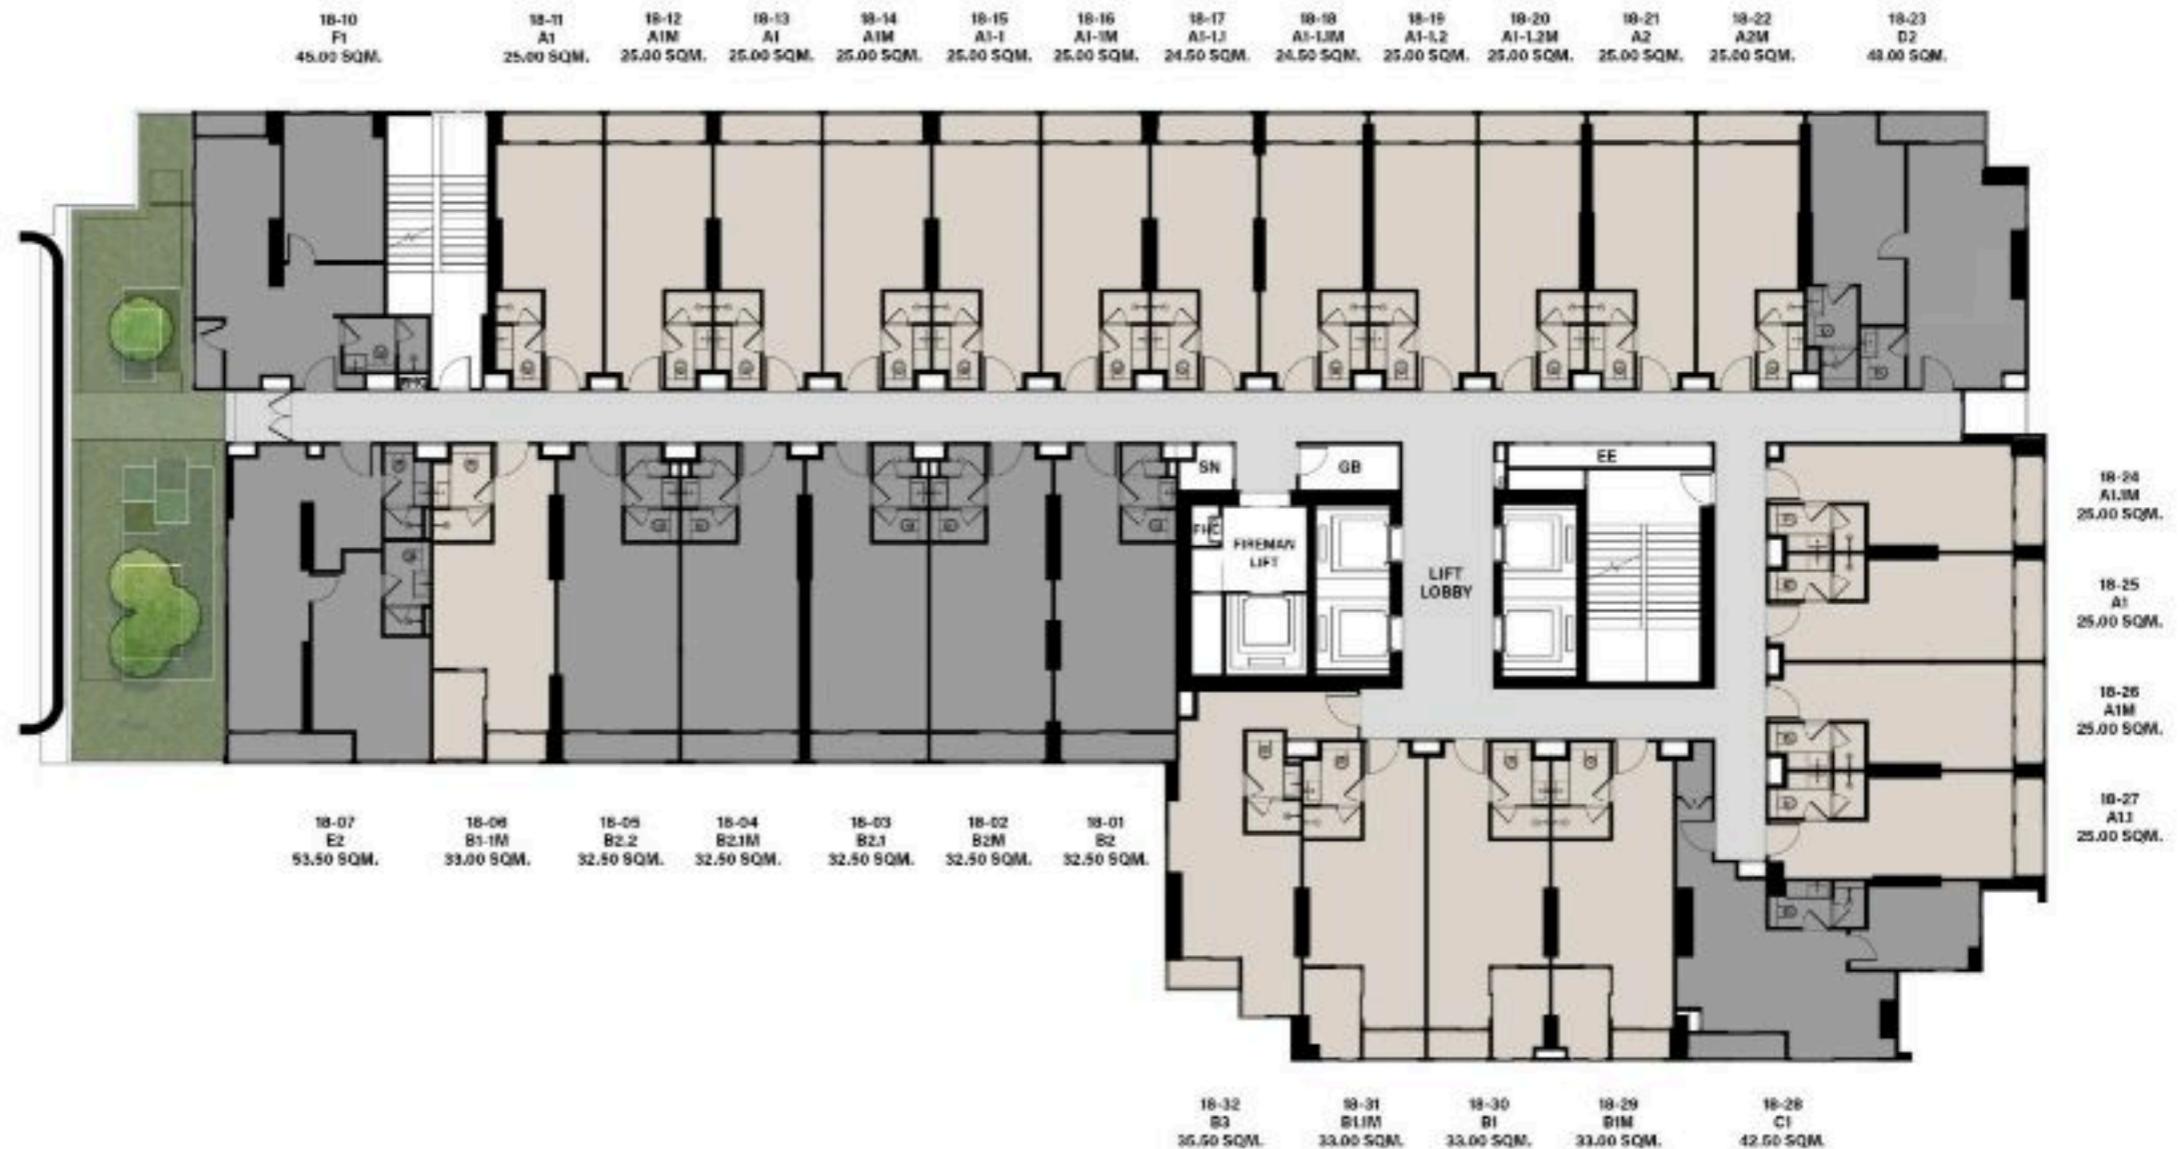 18-10
F1
45.00 SQM.
18-11
A1
25.00 SQM.
18-12
A1M
25.00 SQM.
18-13
A1
25.00 SQM.
18-14
A1M
25.00 SQM.
18-15
A1-1
25.00 SQM.
18-16
A1-1M
25.00 SQM.
18-17
A1-1.1
24.50 SQM.
18-18
A1-1.1M
24.50 SQM.
18-19
A1-1.2
25.00 SQM.
18-20
A1-1.2M
25.00 SQM.
18-21
A2
25.00 SQM.
18-22
A2M
25.00 SQM.
18-23
D2
48.00 SQM.
FHC
SN
GB
EE
FHC
FIREMAN
LIFT
LIFT
LOBBY
18-24
A1.1M
25.00 SQM.
18-25
A1
25.00 SQM.
18-26
A1M
25.00 SQM.
18-27
A1.1
25.00 SQM.
18-07
E2
53.50 SQM.
18-06
B1-1M
33.00 SQM.
18-05
B2.2
32.50 SQM.
18-04
B2.1M
32.50 SQM.
18-03
B2.1
32.50 SQM.
18-02
B2M
32.50 SQM.
18-01
B2
32.50 SQM.
18-32
B3
35.50 SQM.
18-31
B1.1M
33.00 SQM.
18-30
B1
33.00 SQM.
18-29
B1M
33.00 SQM.
18-28
C1
42.50 SQM.